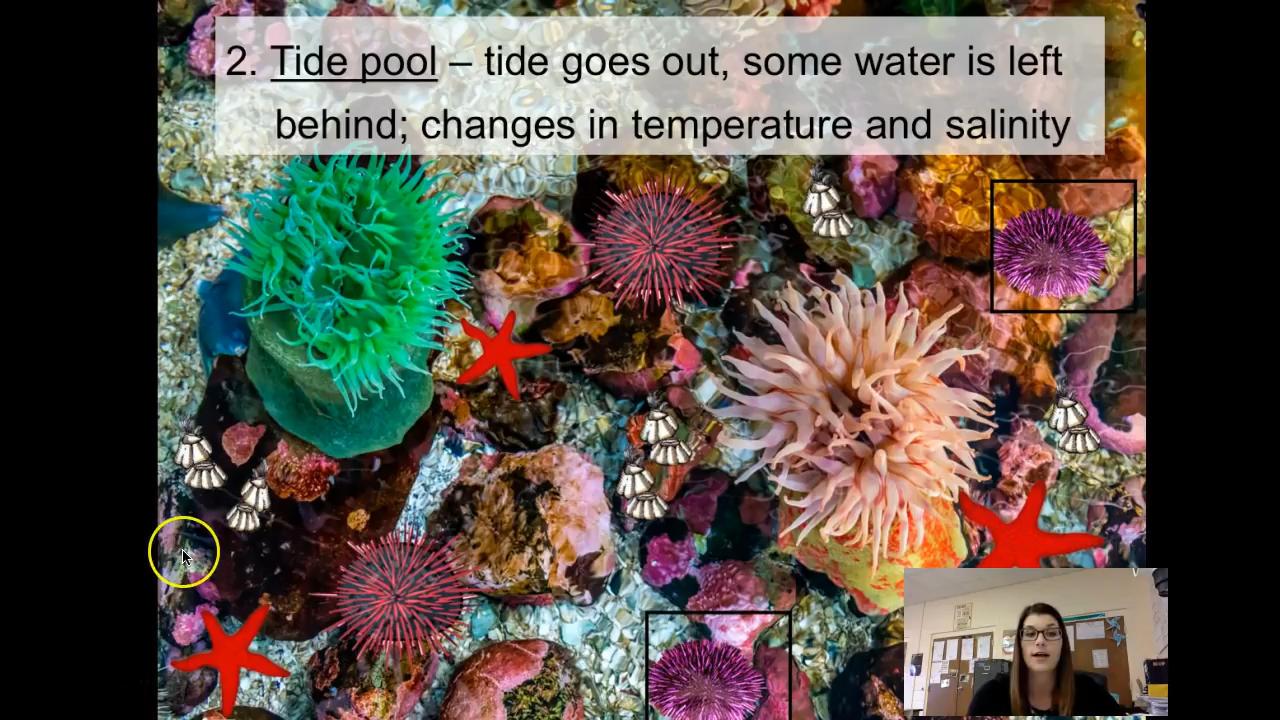 2. Tide pool – tide goes out, some water is left
behind; changes in temperature and salinity